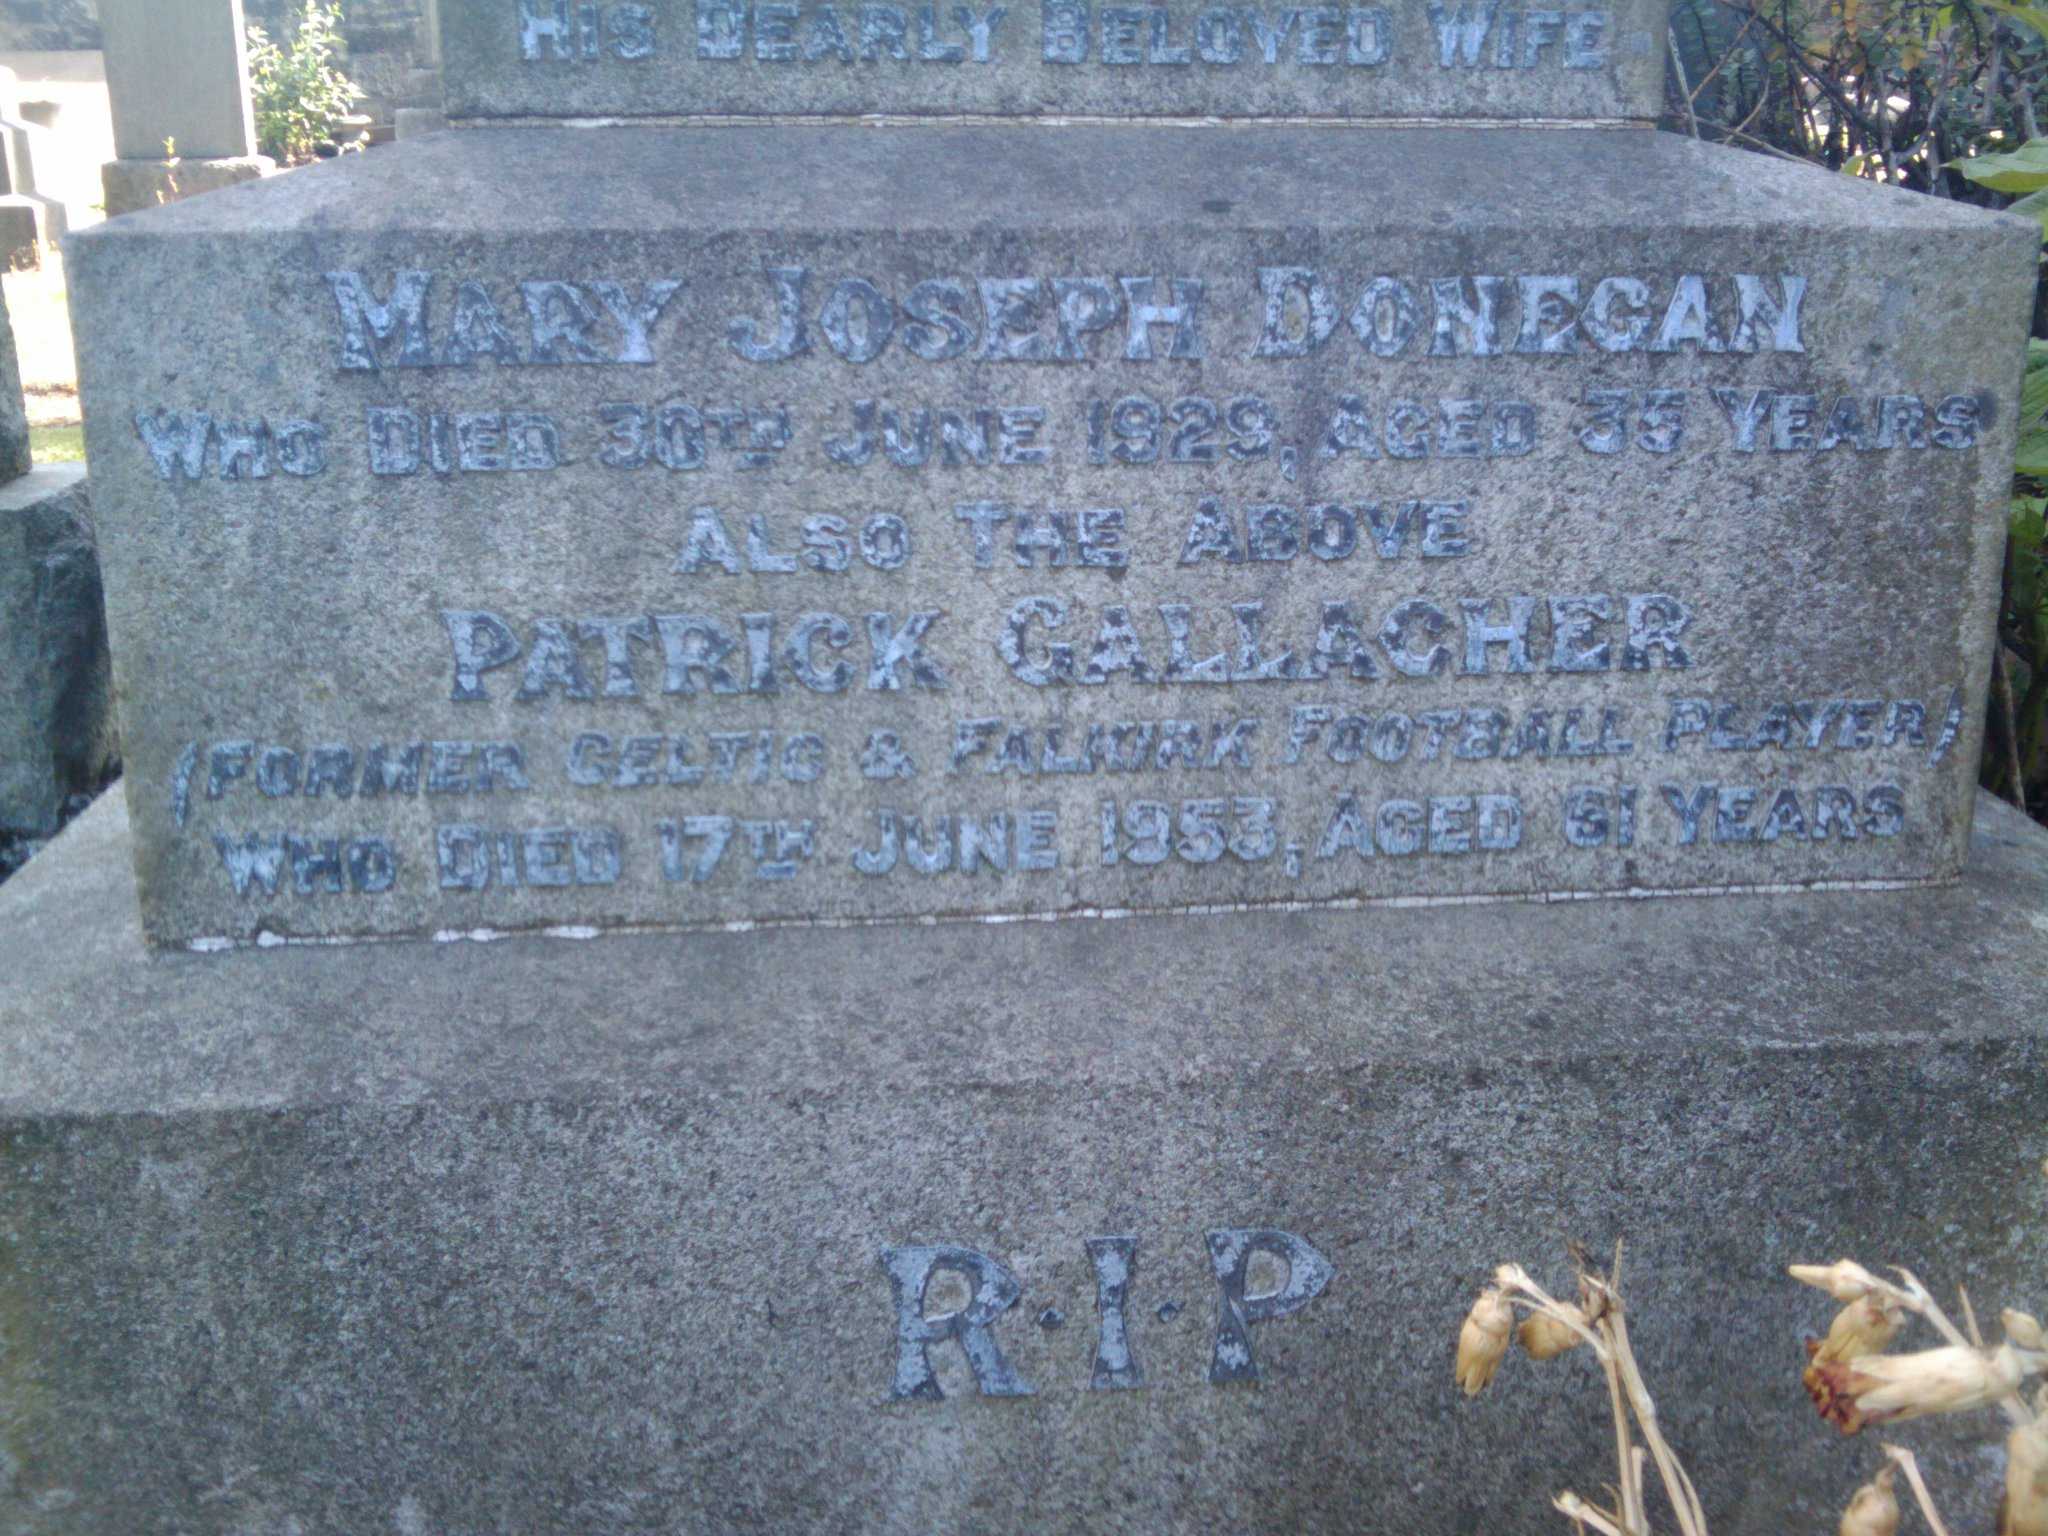 His Dearly Beloved Wife
Mary Joseph Donegan
Who Died 30th June 1929, Aged 35 Years
Also The Above
Patrick Gallacher
(Former Celtic & Falkirk Football Player)
Who Died 17th June 1953, Aged 61 Years
R·I·P